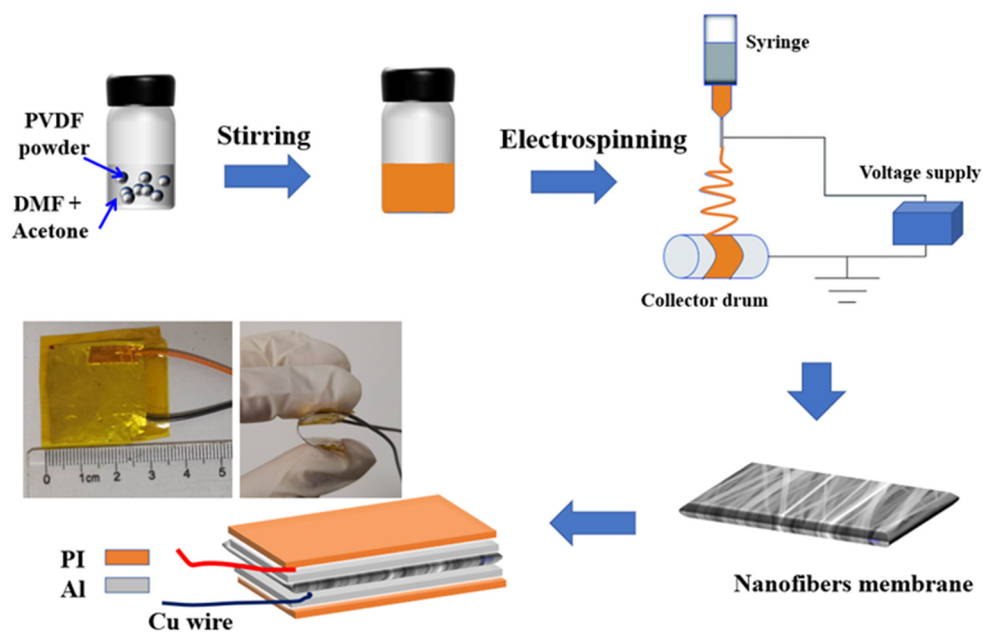 Syringe
PVDF
powder
Stirring
Electrospinning
Voltage supply
DMF +
Acetone
Collector drum
0 1cm 2 3 4 5
PI
Al
Cu wire
Nanofibers membrane